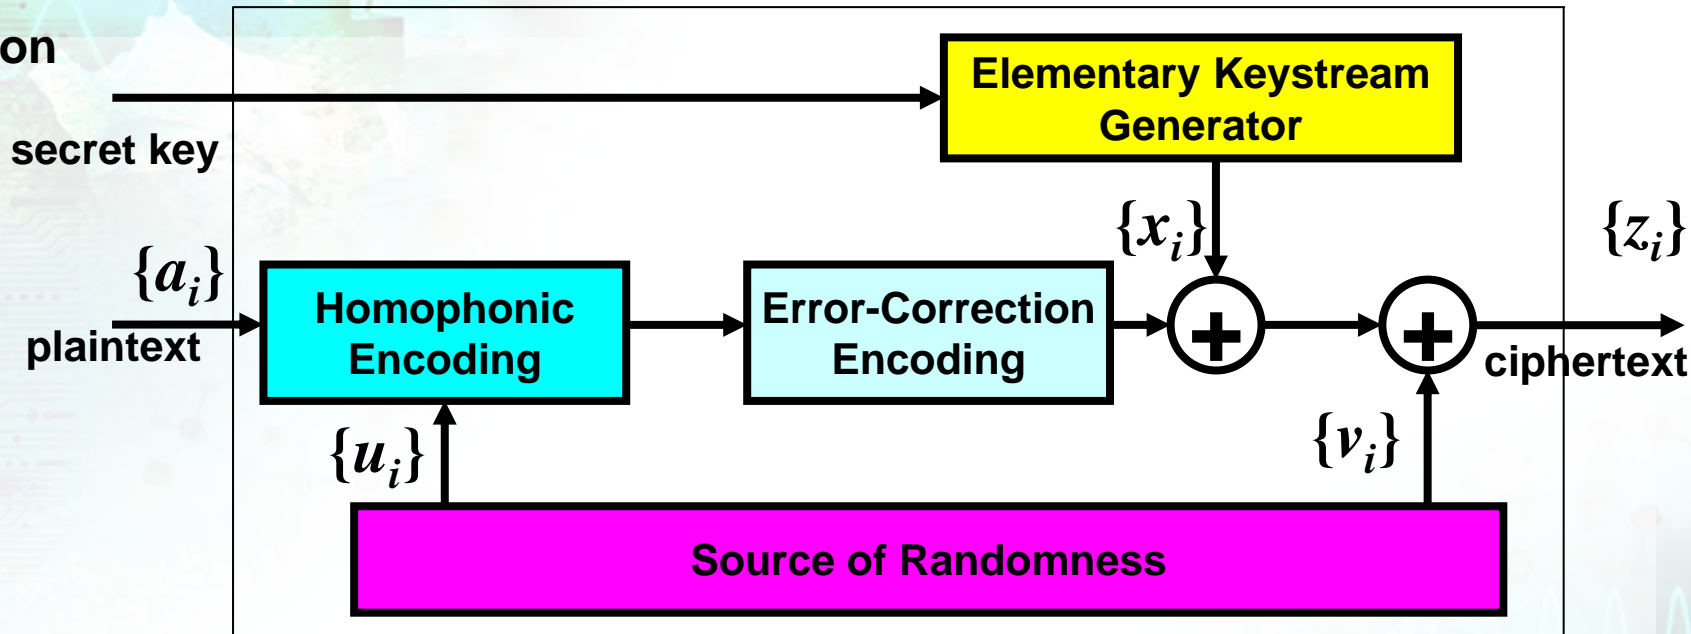 on
Elementary Keystream
Generator
secret key
{x_i}
{z_i}
{a_i}
Homophonic
Encoding
Error-Correction
Encoding
+
+
plaintext
ciphertext
{u_i}
{v_i}
Source of Randomness